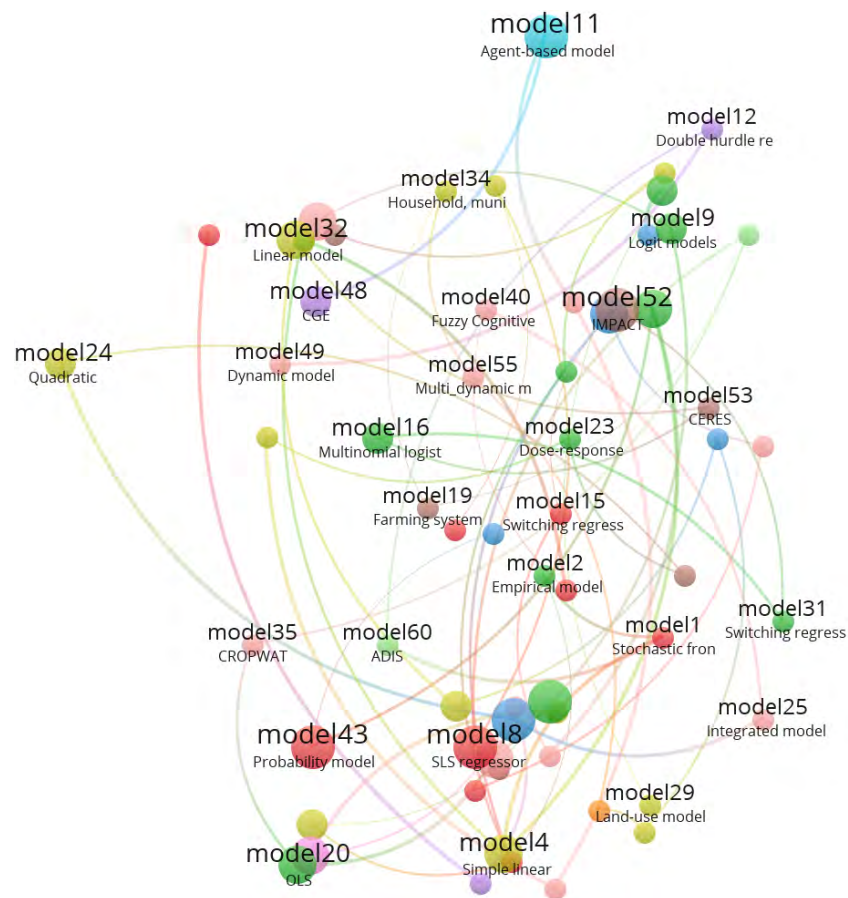 model11
Agent-based model
model12
Double hurdle re
model34
Household, muni
model32
Linear model
model9
Logit models
model48
CGE
model40
Fuzzy Cognitive
model52
IMPACT
model24
Quadratic
model49
Dynamic model
model55
Multi_dynamic m
model53
CERES
model16
Multinomial logist
model23
Dose-response
model19
Farming system
model15
Switching regress
model2
Empirical model
model31
Switching regress
model35
CROPWAT
model60
ADIS
model1
Stochastic fron
model25
Integrated model
model43
Probability model
model8
SLS regressor
model29
Land-use model
model20
OLS
model4
Simple linear